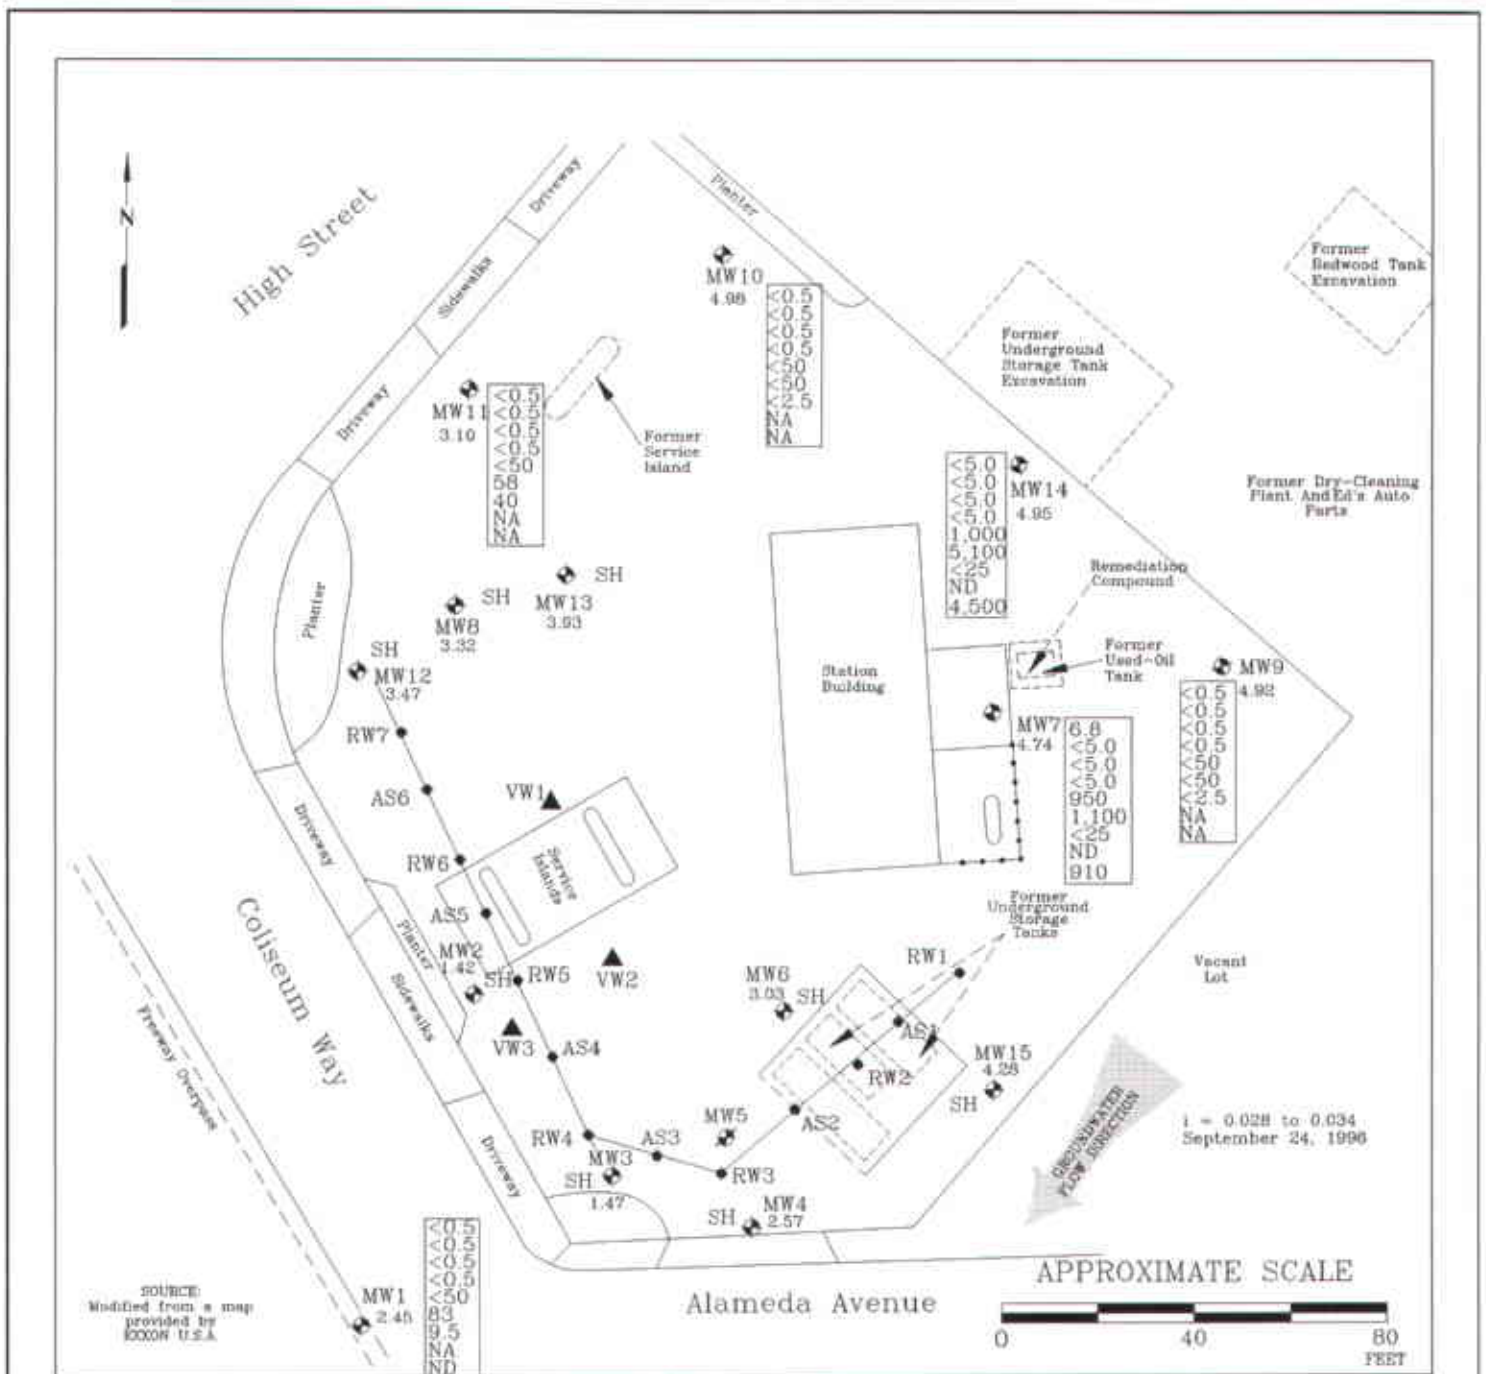 N
High Street
Driveway
Sidewalks
Driveway
Planter
Planter
MW10
4.98
<0.5
<0.5
<0.5
<0.5
<50
<50
<2.5
NA
NA
Former
Redwood Tank
Excavation
Former
Underground
Storage Tank
Excavation
MW11
3.10
<0.5
<0.5
<0.5
<0.5
<50
58
40
NA
NA
Former
Service
Island
<5.0
<5.0
<5.0
<5.0
1,000
5,100
<25
ND
4,500
MW14
4.95
Former Dry-Cleaning
Plant And Ed's Auto
Parts
Remediation
Compound
SH
MW13
3.93
SH
MW8
3.32
SH
MW12
3.47
Station
Building
Former
Used-Oil
Tank
MW9
4.92
<0.5
<0.5
<0.5
<0.5
<50
<50
<2.5
NA
NA
MW7
4.74
6.8
<5.0
<5.0
<5.0
950
1,100
<25
ND
910
RW7
AS6
VW1
RW6
Service
Islands
AS5
Driveway
Planter
Sidewalks
Driveway
MW2
1.42
SH
RW5
VW2
VW3
AS4
Coliseum Way
Freeway Overpass
Former
Underground
Storage
Tanks
RW1
MW6
3.03
SH
AS1
RW2
AS2
MW15
4.28
SH
Vacant
Lot
GROUNDWATER
FLOW DIRECTION
i = 0.028 to 0.034
September 24, 1996
RW4
AS3
MW5
RW3
MW3
SH
1.47
MW4
SH
2.57
SOURCE:
Modified from a map
provided by
EXXON U.S.A.
MW1
2.45
<0.5
<0.5
<0.5
<0.5
<50
83
9.5
NA
ND
Alameda Avenue
APPROXIMATE SCALE
0 40 80
FEET